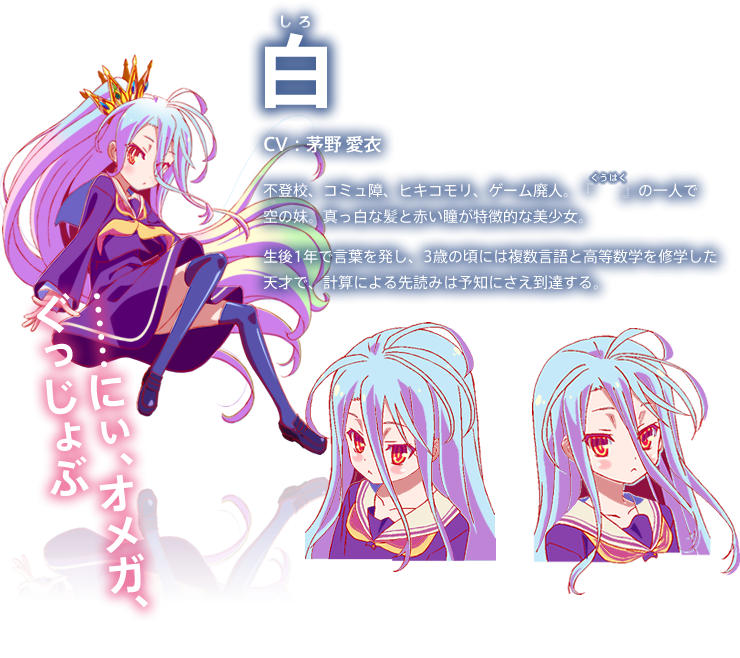 しろ
白
CV：茅野 愛衣
くうはく
不登校、コミュ障、ヒキコモリ、ゲーム廃人。『　　』の一人で
空の妹。真っ白な髪と赤い瞳が特徴的な美少女。
生後1年で言葉を発し、3歳の頃には複数言語と高等数学を修学した
天才で、計算による先読みは予知にさえ到達する。
……にぃ、オメガ、
ぐっじょぶ